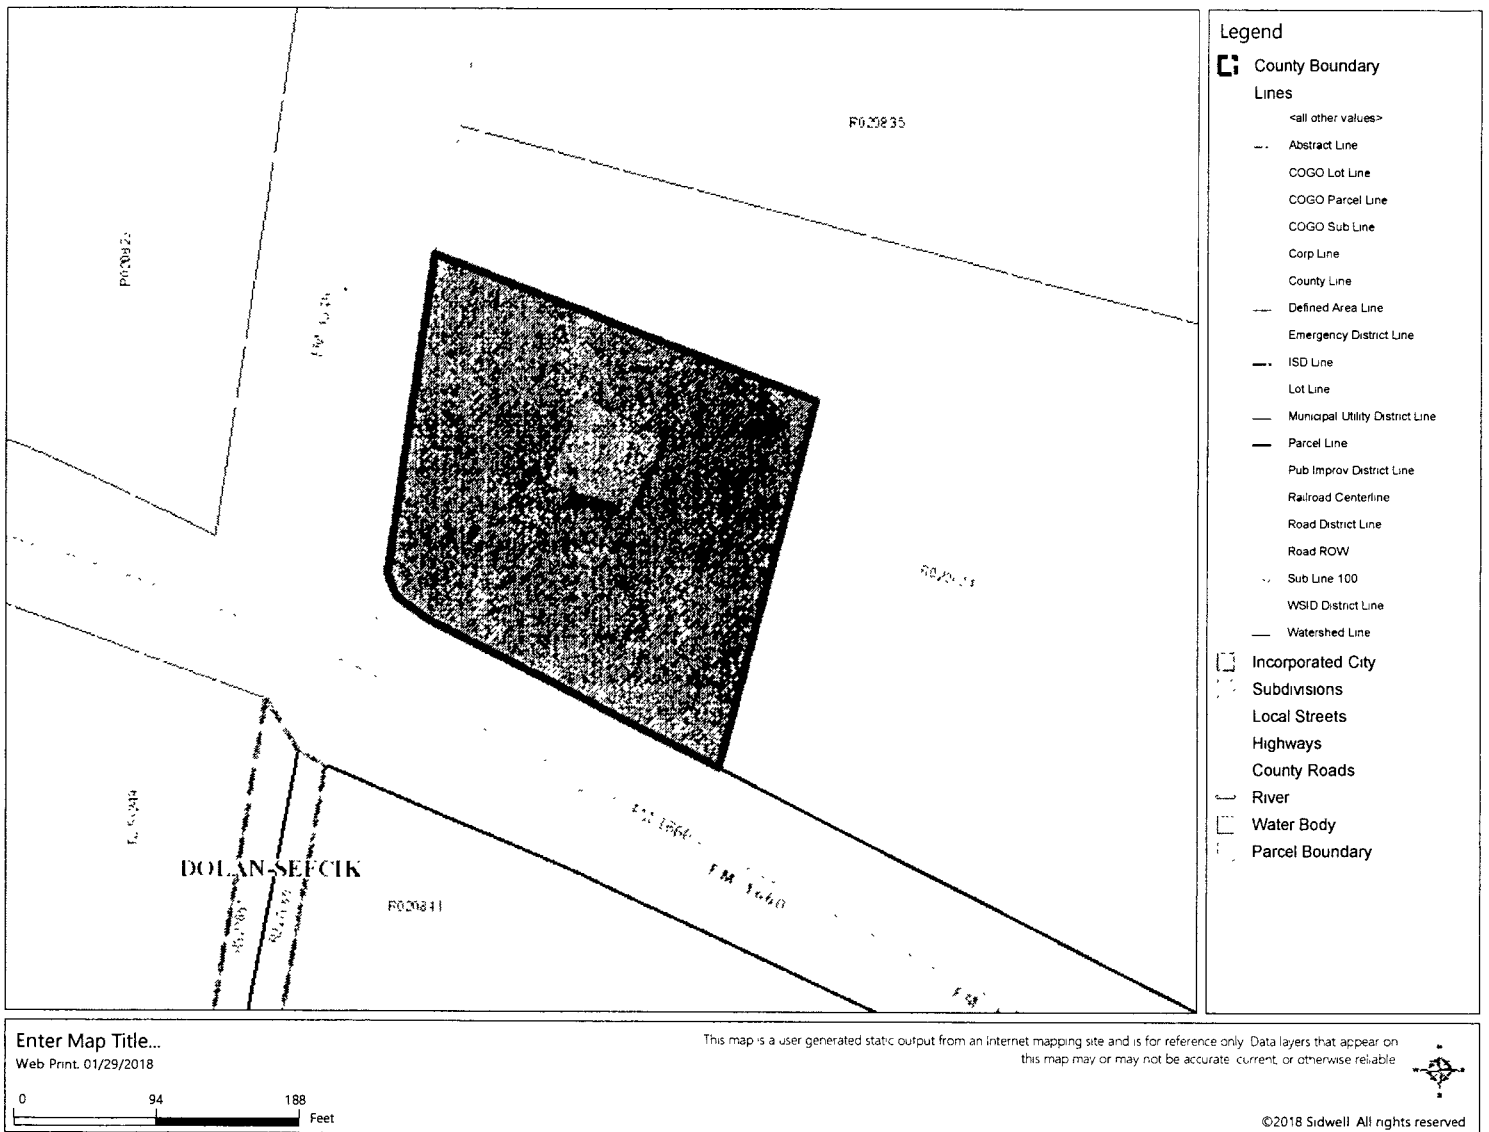 R020835
DOLAN-SEFCIK
R020841
FM 1660
FM 1660
FM
Legend
County Boundary
Lines
<all other values>
Abstract Line
COGO Lot Line
COGO Parcel Line
COGO Sub Line
Corp Line
County Line
Defined Area Line
Emergency District Line
ISD Line
Lot Line
Municipal Utility District Line
Parcel Line
Pub Improv District Line
Railroad Centerline
Road District Line
Road ROW
Sub Line 100
WSID District Line
Watershed Line
Incorporated City
Subdivisions
Local Streets
Highways
County Roads
River
Water Body
Parcel Boundary
Enter Map Title...
Web Print. 01/29/2018
0 94 188
Feet
This map is a user generated static output from an Internet mapping site and is for reference only Data layers that appear on
this map may or may not be accurate current, or otherwise reliable
©2018 Sidwell All rights reserved